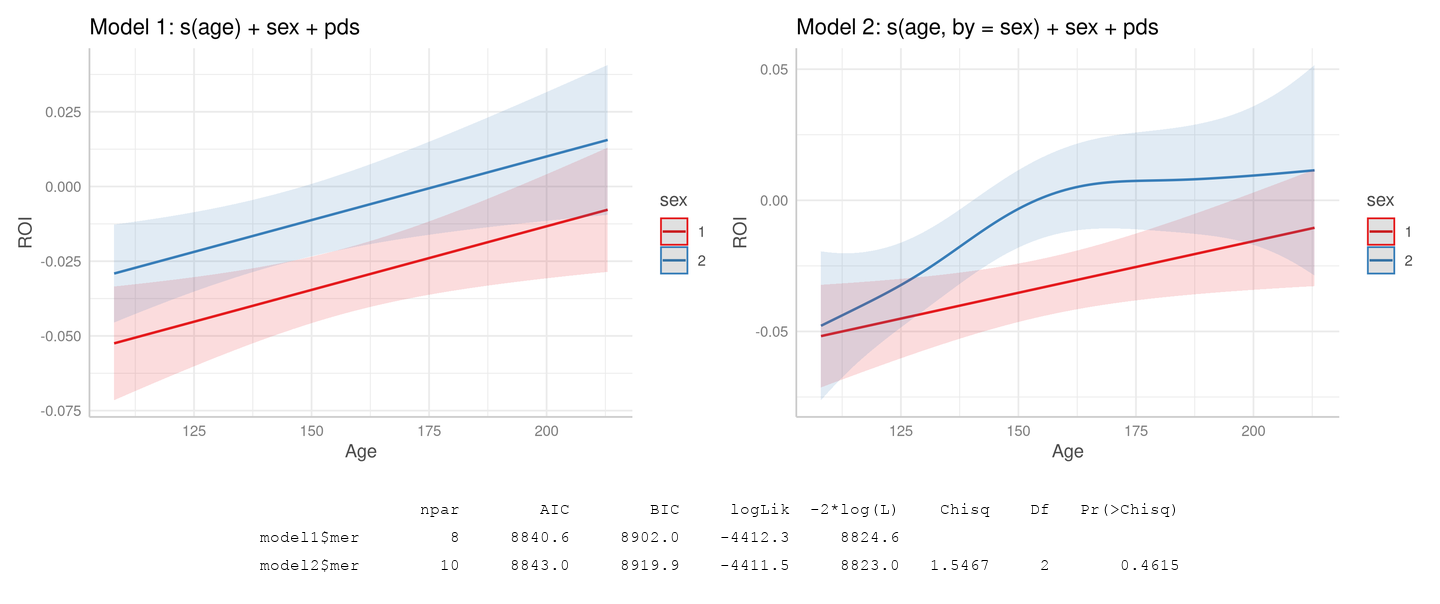 Model 1: s(age) + sex + pds
0.025
0.000
-0.025
-0.050
-0.075
ROI
125 150 175 200
Age
sex
1
2
Model 2: s(age, by = sex) + sex + pds
0.05
0.00
-0.05
ROI
125 150 175 200
Age
sex
1
2
npar AIC BIC logLik -2*log(L) Chisq Df Pr(>Chisq)
model1$mer 8 8840.6 8902.0 -4412.3 8824.6
model2$mer 10 8843.0 8919.9 -4411.5 8823.0 1.5467 2 0.4615